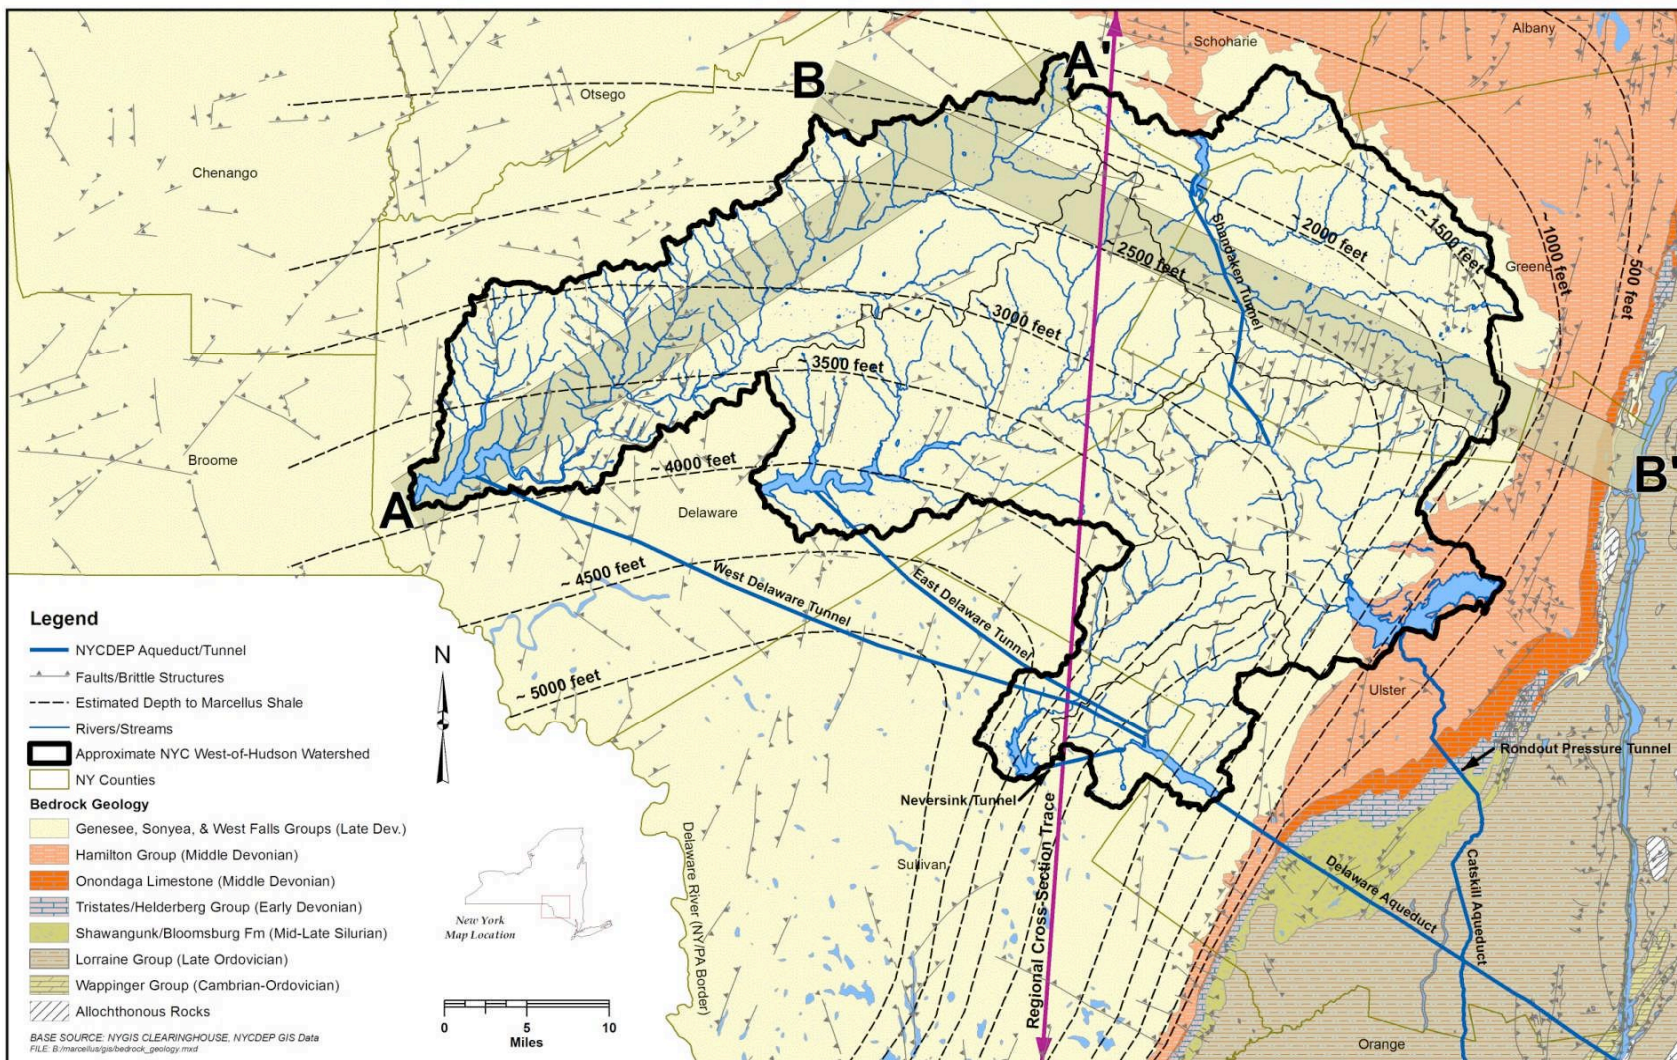 Albany
Schoharie
A'
B
Otsego
Chenango
~ 1500 feet
~ 2000 feet
~ 1000 feet
~ 500 feet
Shandaken Tunnel
~ 2500 feet
Greene
~ 3000 feet
~ 3500 feet
Broome
~ 4000 feet
B'
A
Delaware
~ 4500 feet
West Delaware Tunnel
East Delaware Tunnel
~ 5000 feet
Ulster
Rondout Pressure Tunnel
Neversink Tunnel
Regional Cross-Section Trace
Sullivan
Delaware River (NY/PA Border)
Delaware Aqueduct
Catskill Aqueduct
Orange
Legend
NYCDEP Aqueduct/Tunnel
Faults/Brittle Structures
Estimated Depth to Marcellus Shale
Rivers/Streams
Approximate NYC West-of-Hudson Watershed
NY Counties
Bedrock Geology
Genesee, Sonyea, & West Falls Groups (Late Dev.)
Hamilton Group (Middle Devonian)
Onondaga Limestone (Middle Devonian)
Tristates/Helderberg Group (Early Devonian)
Shawangunk/Bloomsburg Fm (Mid-Late Silurian)
Lorraine Group (Late Ordovician)
Wappinger Group (Cambrian-Ordovician)
Allochthonous Rocks
BASE SOURCE: NYGIS CLEARINGHOUSE, NYCDEP GIS Data
FILE: B:/marcellus/gis/bedrock_geology.mxd
N
New York
Map Location
0 5 10
Miles